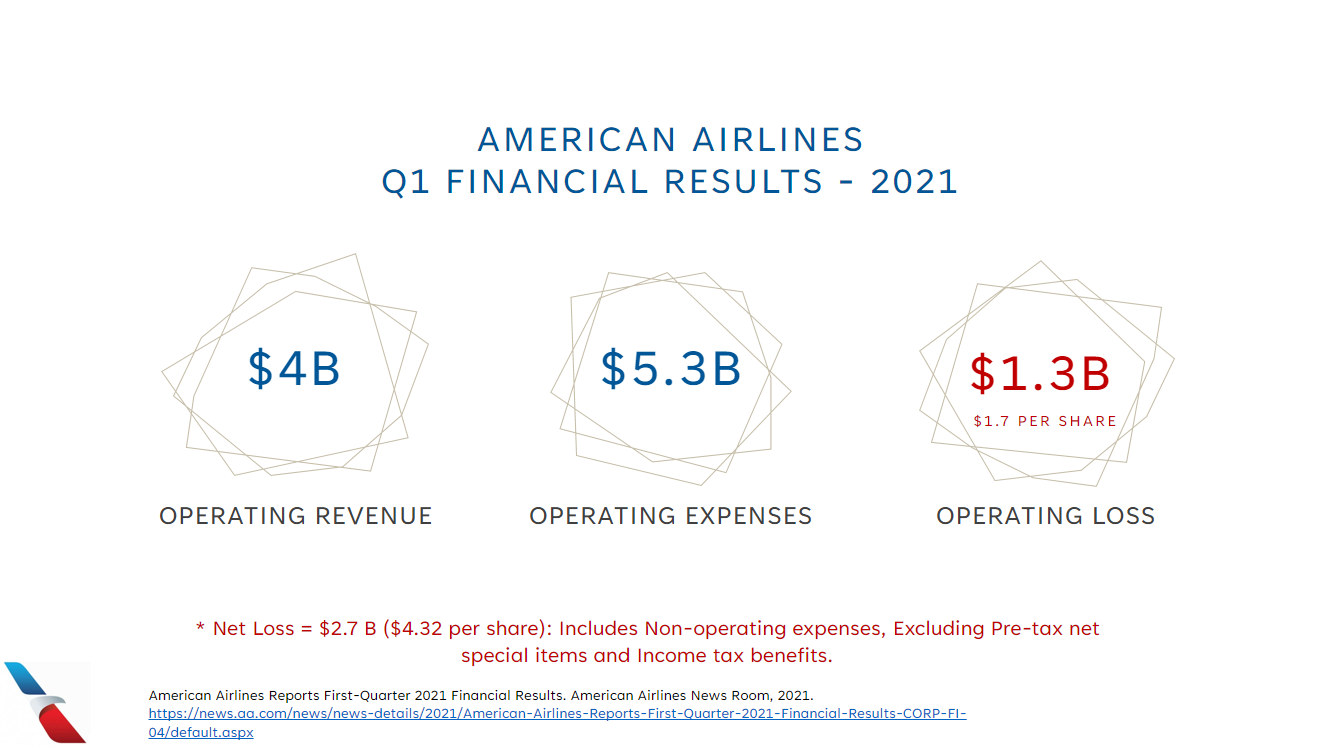 AMERICAN AIRLINES
Q1 FINANCIAL RESULTS - 2021
$4B
$5.3B
$1.3B
$1.7 PER SHARE
OPERATING REVENUE
OPERATING EXPENSES
OPERATING LOSS
* Net Loss = $2.7 B ($4.32 per share): Includes Non-operating expenses, Excluding Pre-tax net
special items and Income tax benefits.
American Airlines Reports First-Quarter 2021 Financial Results. American Airlines News Room, 2021.
https://news.aa.com/news/news-details/2021/American-Airlines-Reports-First-Quarter-2021-Financial-Results-CORP-FI-
04/default.aspx